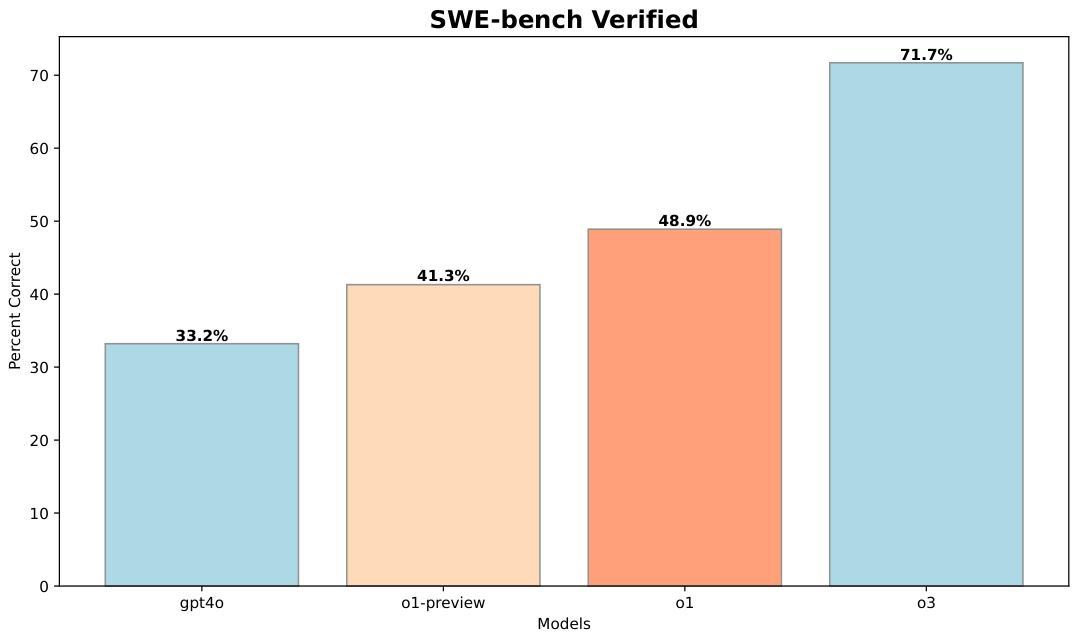 SWE-bench Verified
Percent Correct
70
60
50
40
30
20
10
0
33.2%
41.3%
48.9%
71.7%
gpt4o
o1-preview
o1
o3
Models